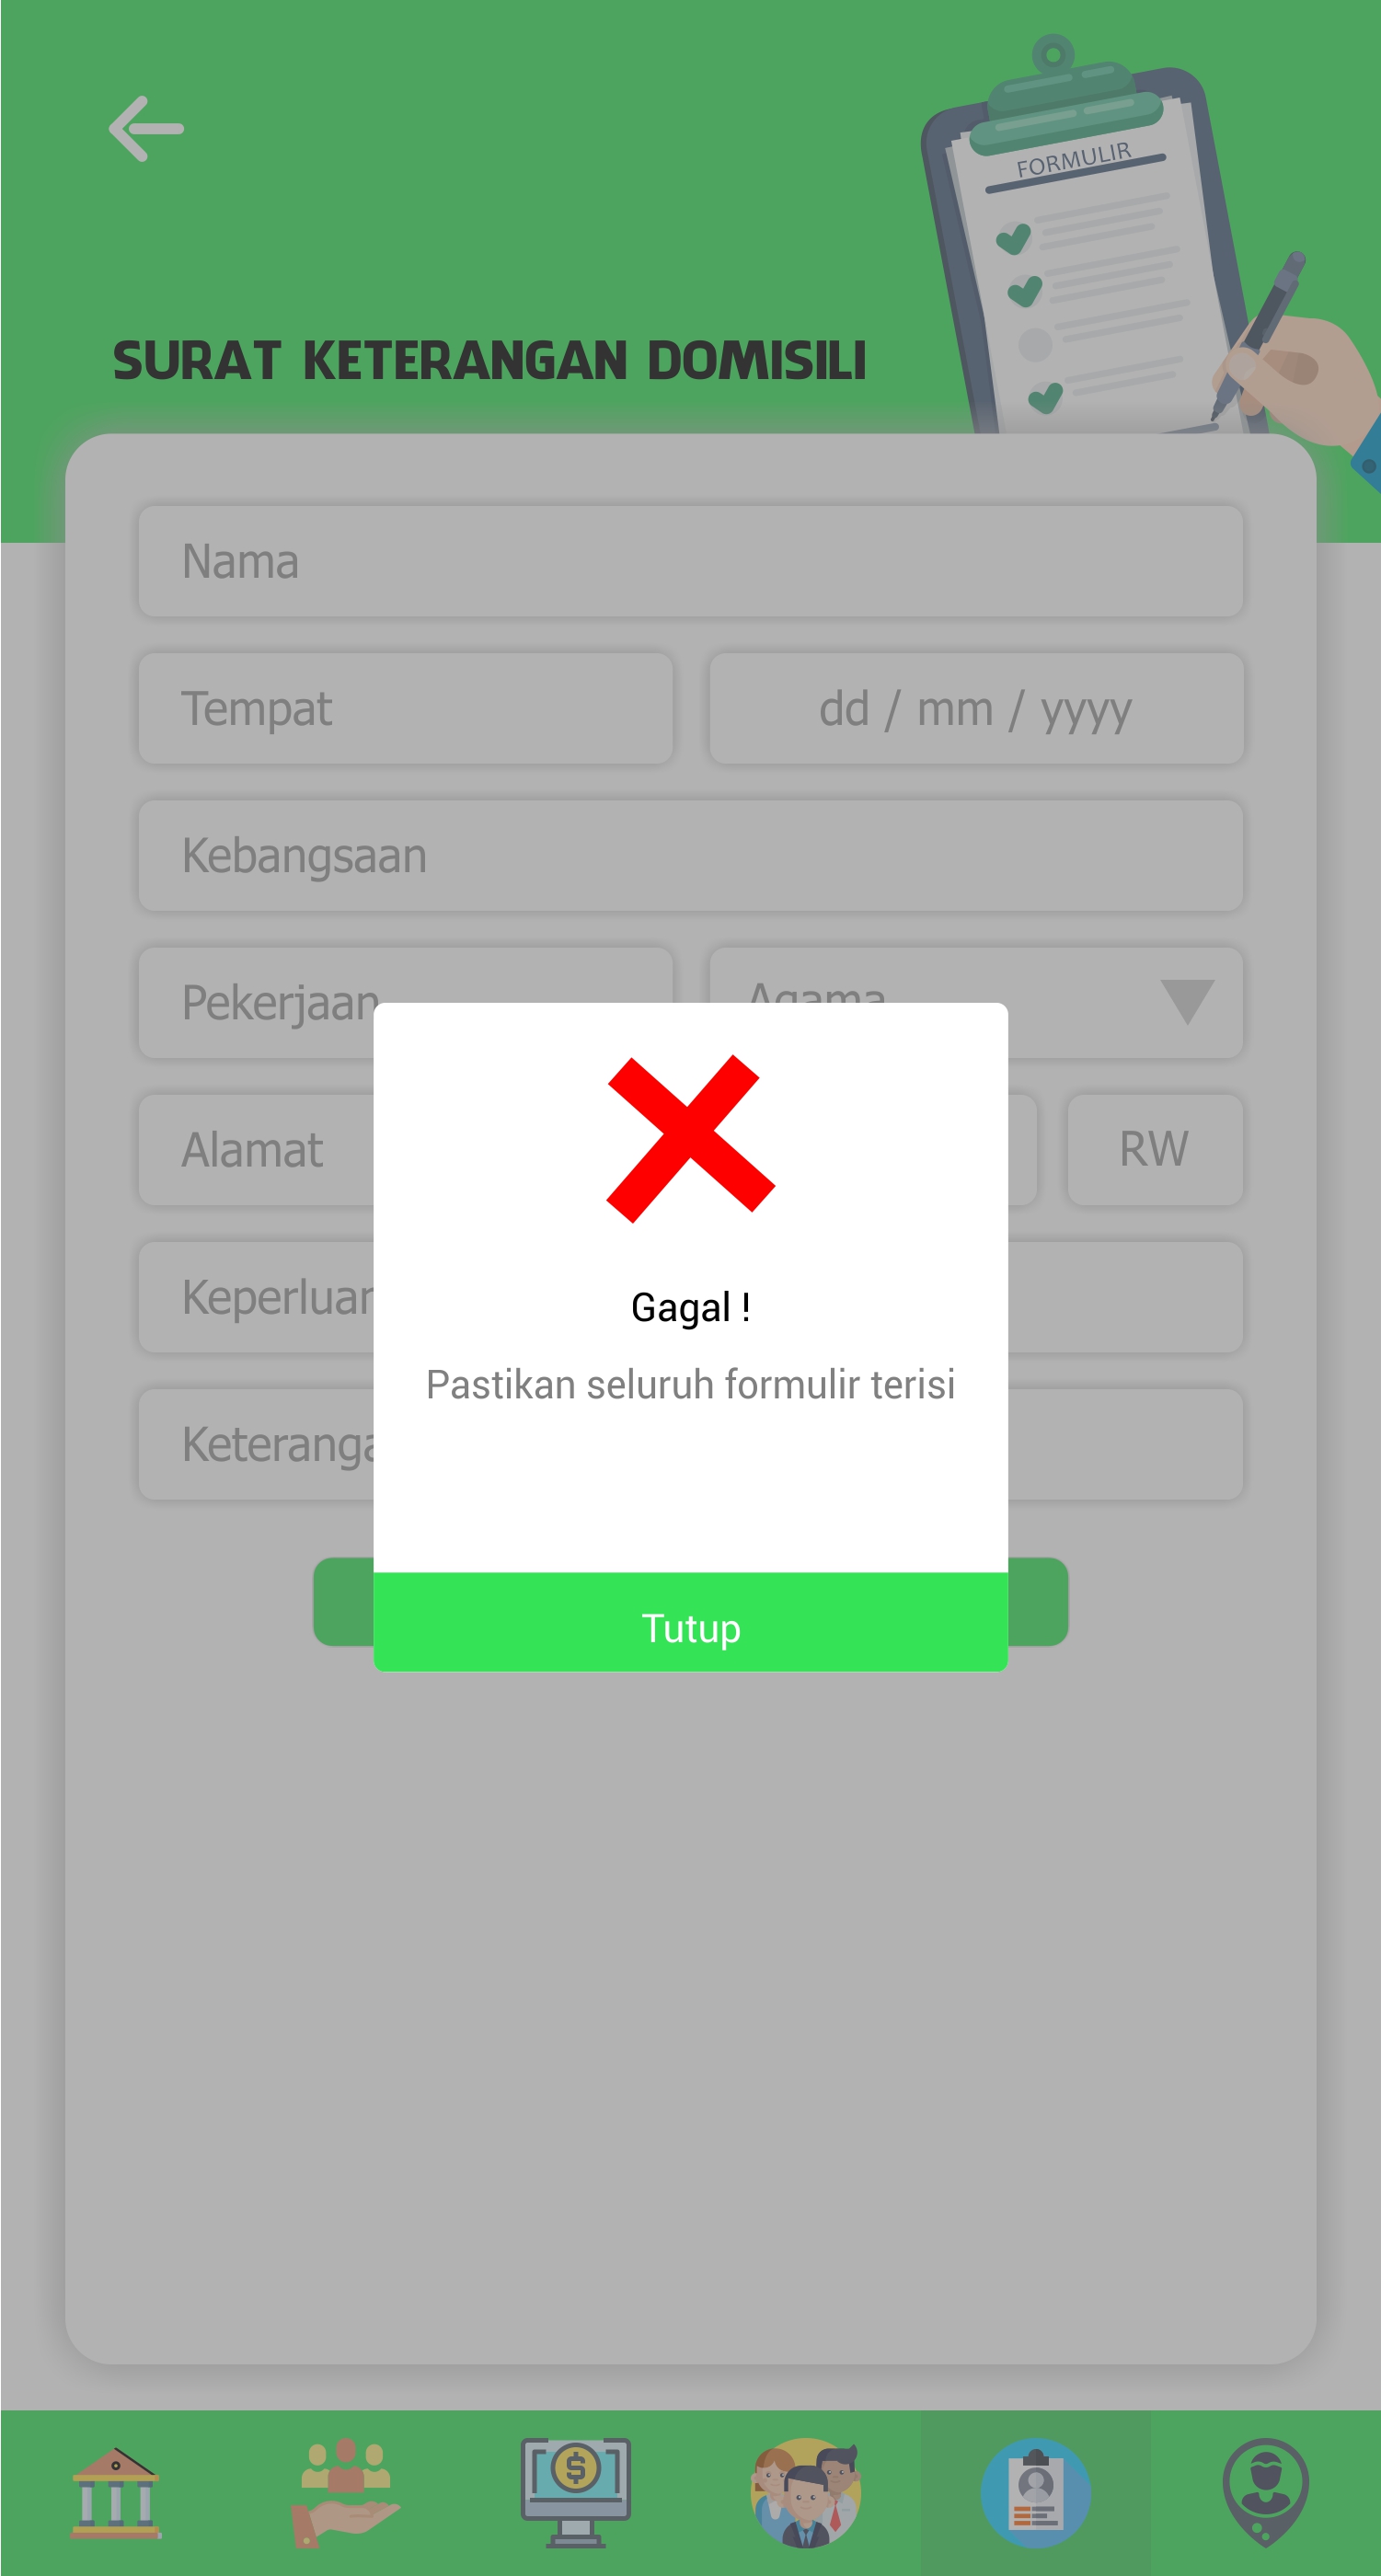 FORMULIR
SURAT KETERANGAN DOMISILI
Nama
Tempat
dd / mm / yyyy
Kebangsaan
Pekerjaan
Agama
Alamat
RW
Keperluan
Gagal !
Pastikan seluruh formulir terisi
Tutup